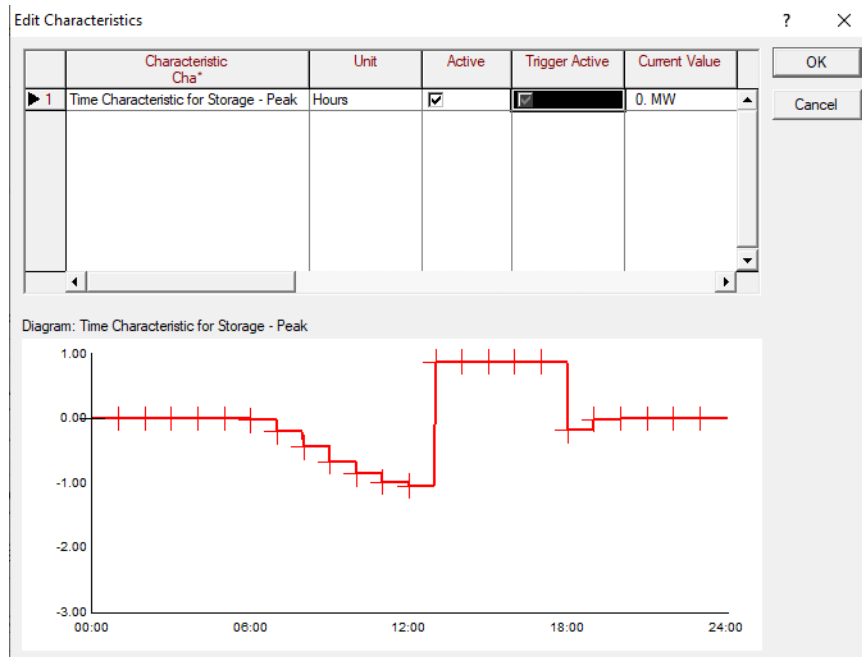 Edit Characteristics
? ×
Characteristic Unit Active Trigger Active Current Value OK
Cha*
1 Time Characteristic for Storage - Peak Hours 0. MW
Cancel
Diagram: Time Characteristic for Storage - Peak
1.00
0.00
-1.00
-2.00
-3.00
00:00 06:00 12:00 18:00 24:00